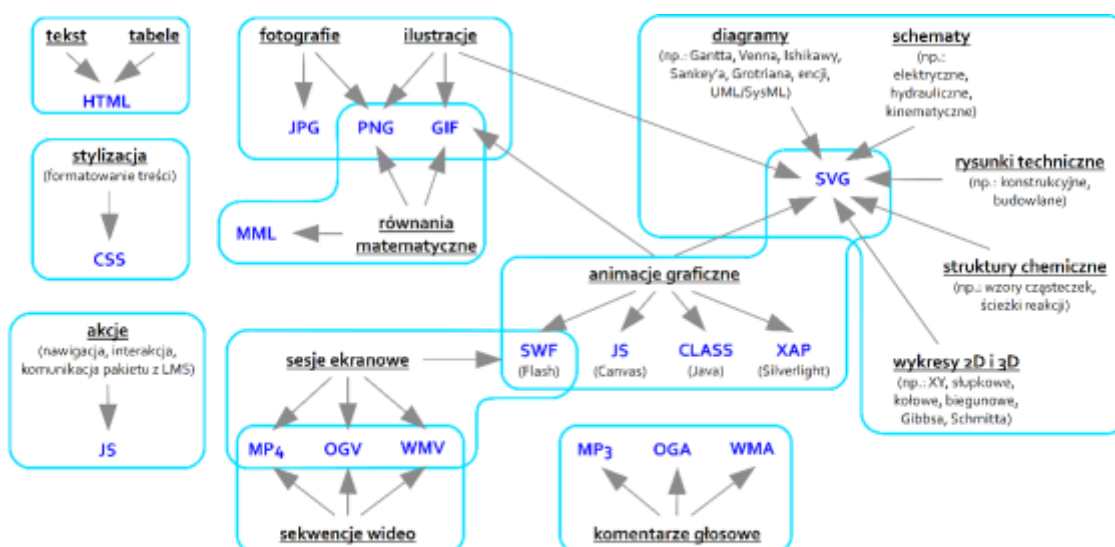 tekst
tabele
HTML
fotografie
ilustracje
JPG
PNG
GIF
diagramy
(np.: Gantta, Venna, Ishikawy,
Sankey'a, Grotriana, encji,
UML/SysML)
schematy
(np.:
elektryczne,
hydrauliczne,
kinematyczne)
stylizacja
(formatowanie treści)
CSS
MML
równania
matematyczne
SVG
rysunki techniczne
(np.: konstrukcyjne,
budowlane)
struktury chemiczne
(np.: wzory cząsteczek,
ścieżki reakcji)
animacje graficzne
SWF
(Flash)
JS
(Canvas)
CLASS
(Java)
XAP
(Silverlight)
wykresy 2D i 3D
(np.: XY, słupkowe,
kołowe, biegunowe,
Gibbsa, Schmitta)
akcje
(nawigacja, interakcja,
komunikacja pakietu z LMS)
JS
sesje ekranowe
MP4
OGV
WMV
sekwencje wideo
MP3
OGA
WMA
komentarze głosowe